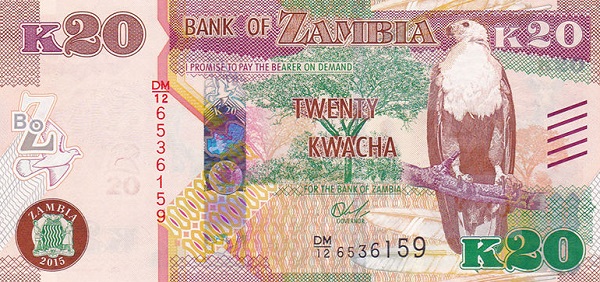 K20
BANK OF ZAMBIA
K20
I PROMISE TO PAY THE BEARER ON DEMAND
DM/12 6536159
K20
BoZ
TWENTY
KWACHA
20
FOR THE BANK OF ZAMBIA
GOVERNOR
ZAMBIA
2015
DM/12 6536159
K20